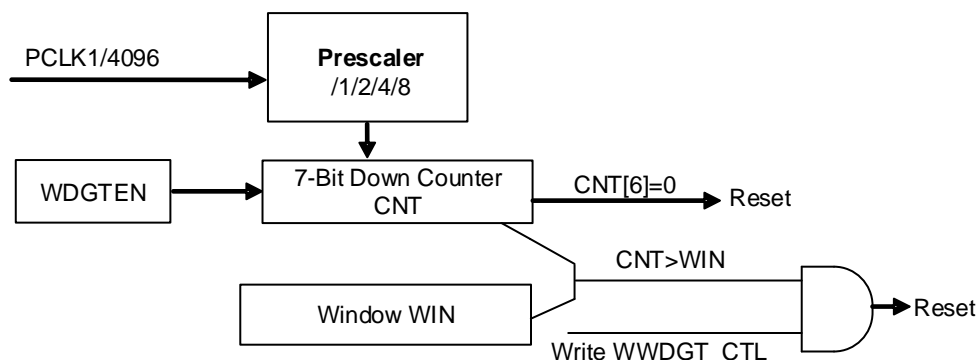 PCLK1/4096
Prescaler
/1/2/4/8
WDGTEN
7-Bit Down Counter
CNT
CNT[6]=0
Reset
CNT>WIN
Window WIN
Reset
Write WWDGT_CTL